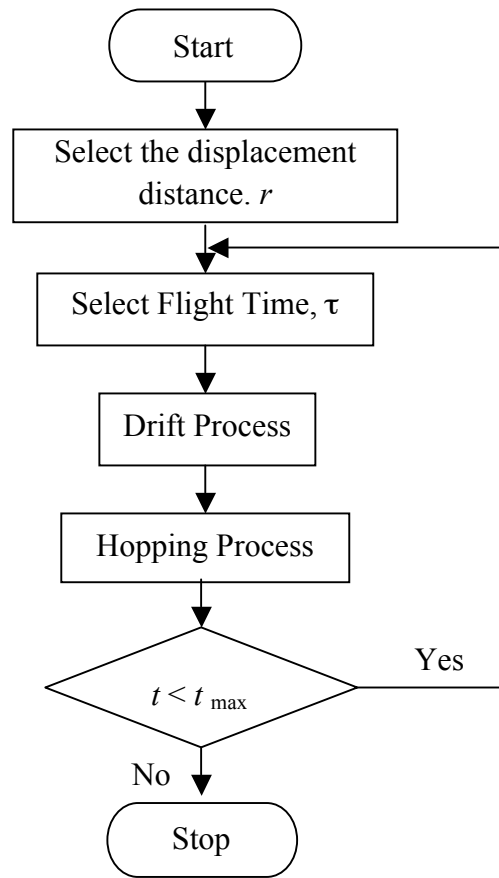 Start
Select the displacement
distance. r
Select Flight Time, τ
Drift Process
Hopping Process
t < t max
Yes
No
Stop